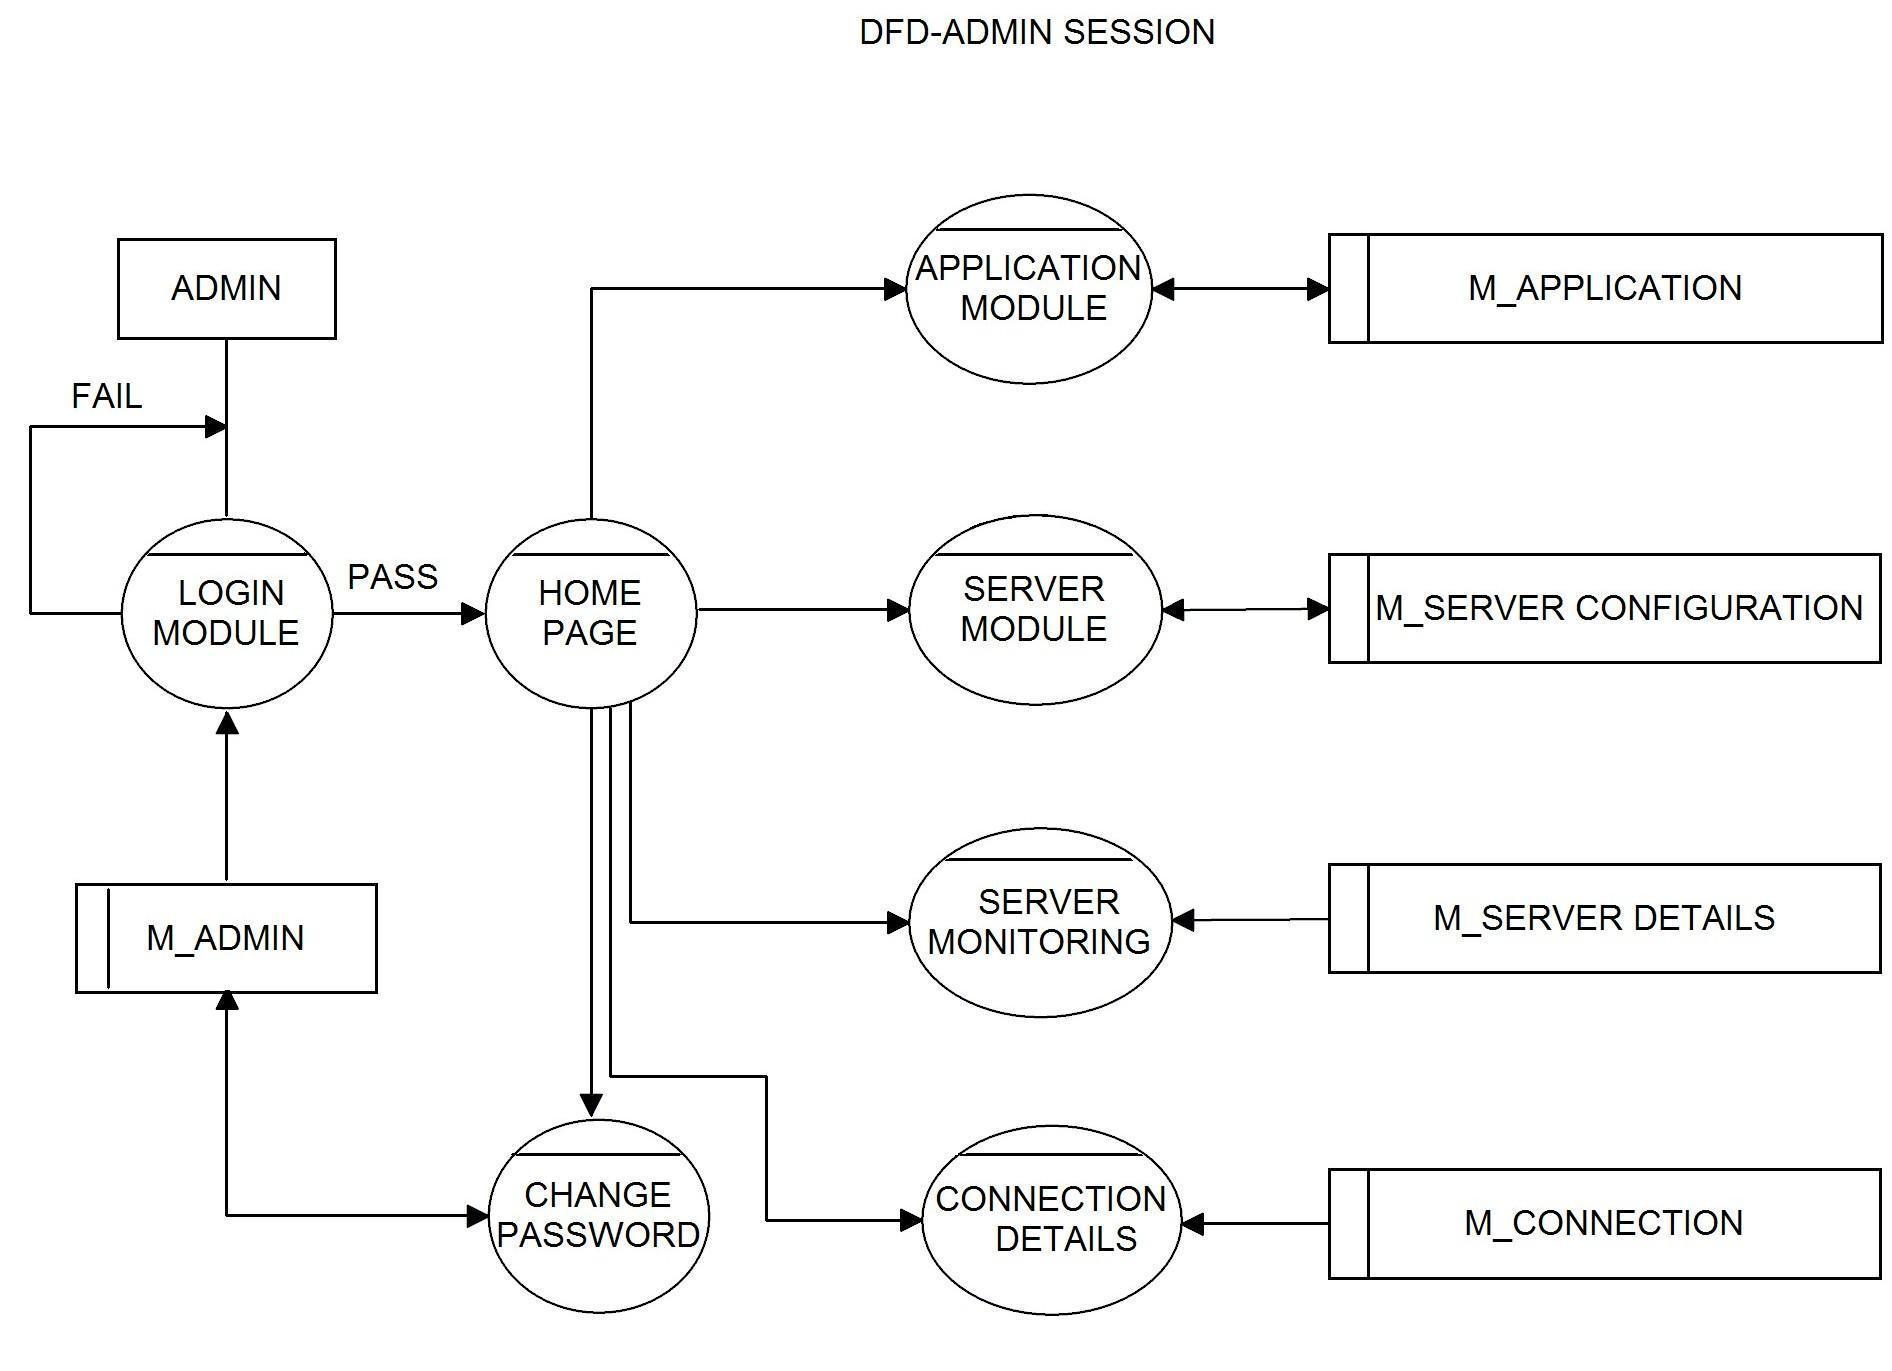 DFD-ADMIN SESSION
ADMIN
FAIL
LOGIN
MODULE
PASS
HOME
PAGE
APPLICATION
MODULE
M_APPLICATION
SERVER
MODULE
M_SERVER CONFIGURATION
SERVER
MONITORING
M_SERVER DETAILS
M_ADMIN
CHANGE
PASSWORD
CONNECTION
DETAILS
M_CONNECTION